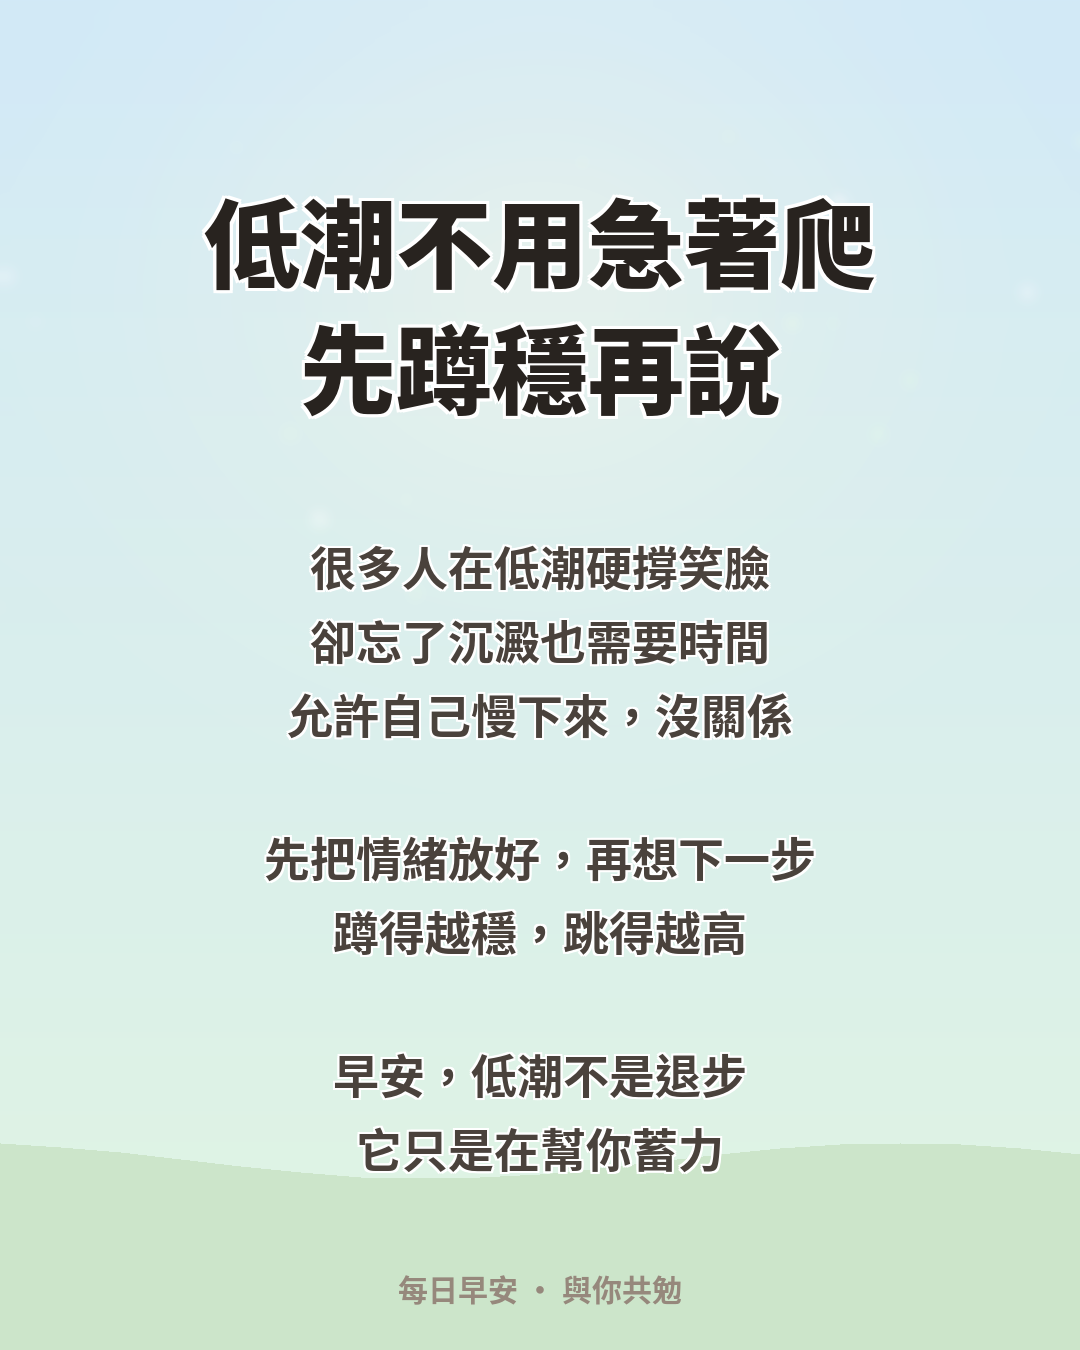 低潮不用急著爬
先蹲穩再說
很多人在低潮硬撐笑臉
卻忘了沉澱也需要時間
允許自己慢下來，沒關係
先把情緒放好，再想下一步
蹲得越穩，跳得越高
早安，低潮不是退步
它只是在幫你蓄力
每日早安 · 與你共勉